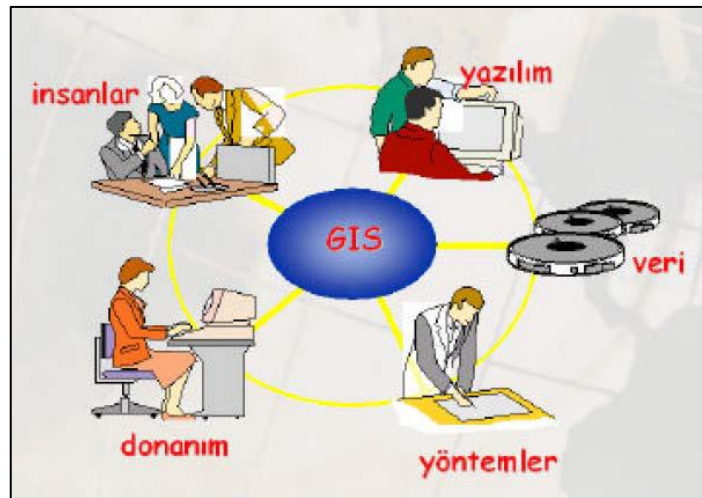 insanlar
yazılım
GIS
veri
donanım
yöntemler